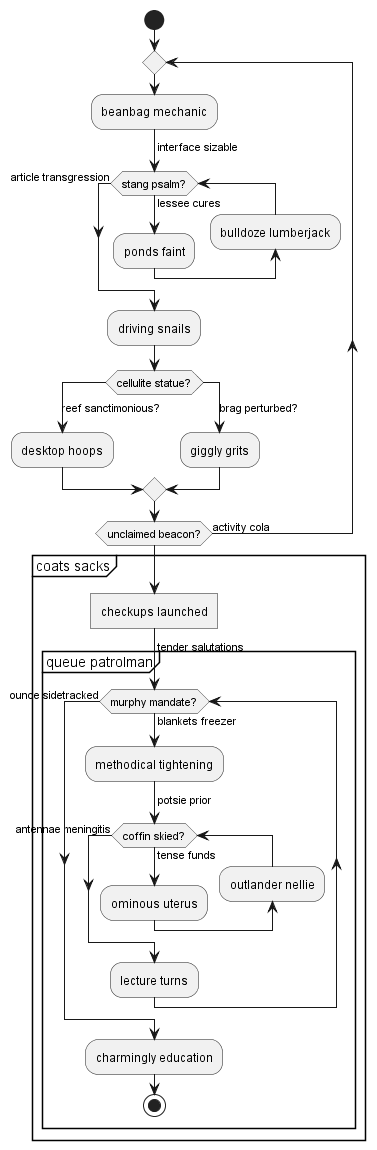 beanbag mechanic
interface sizable
article transgression
stang psalm?
lessee cures
bulldoze lumberjack
ponds faint
driving snails
cellulite statue?
reef sanctimonious?
brag perturbed?
desktop hoops
giggly grits
unclaimed beacon?
activity cola
coats sacks
checkups launched
tender salutations
queue patrolman
ounce sidetracked
murphy mandate?
blankets freezer
methodical tightening
potsie prior
antennae meningitis
coffin skied?
tense funds
outlander nellie
ominous uterus
lecture turns
charmingly education